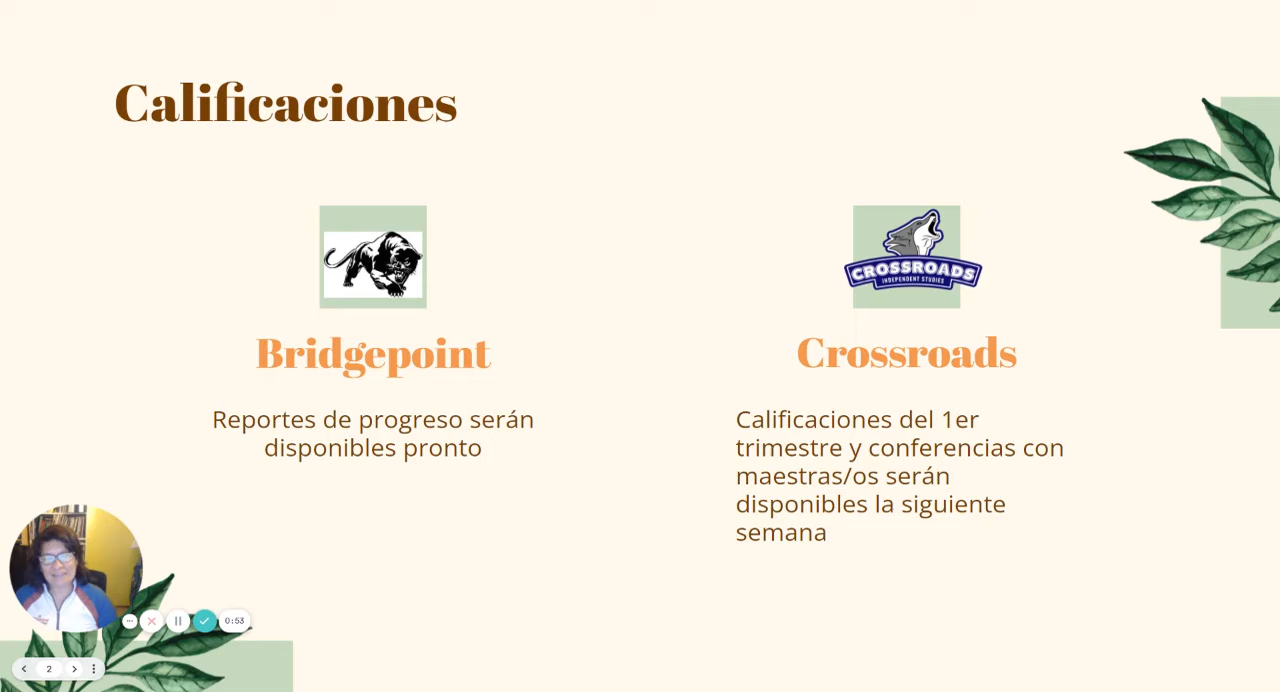 Calificaciones
CROSSROADS
INDEPENDENT STUDIES
Bridgepoint
Crossroads
Reportes de progreso serán
disponibles pronto
Calificaciones del 1er
trimestre y conferencias con
maestras/os serán
disponibles la siguiente
semana
0:53
2